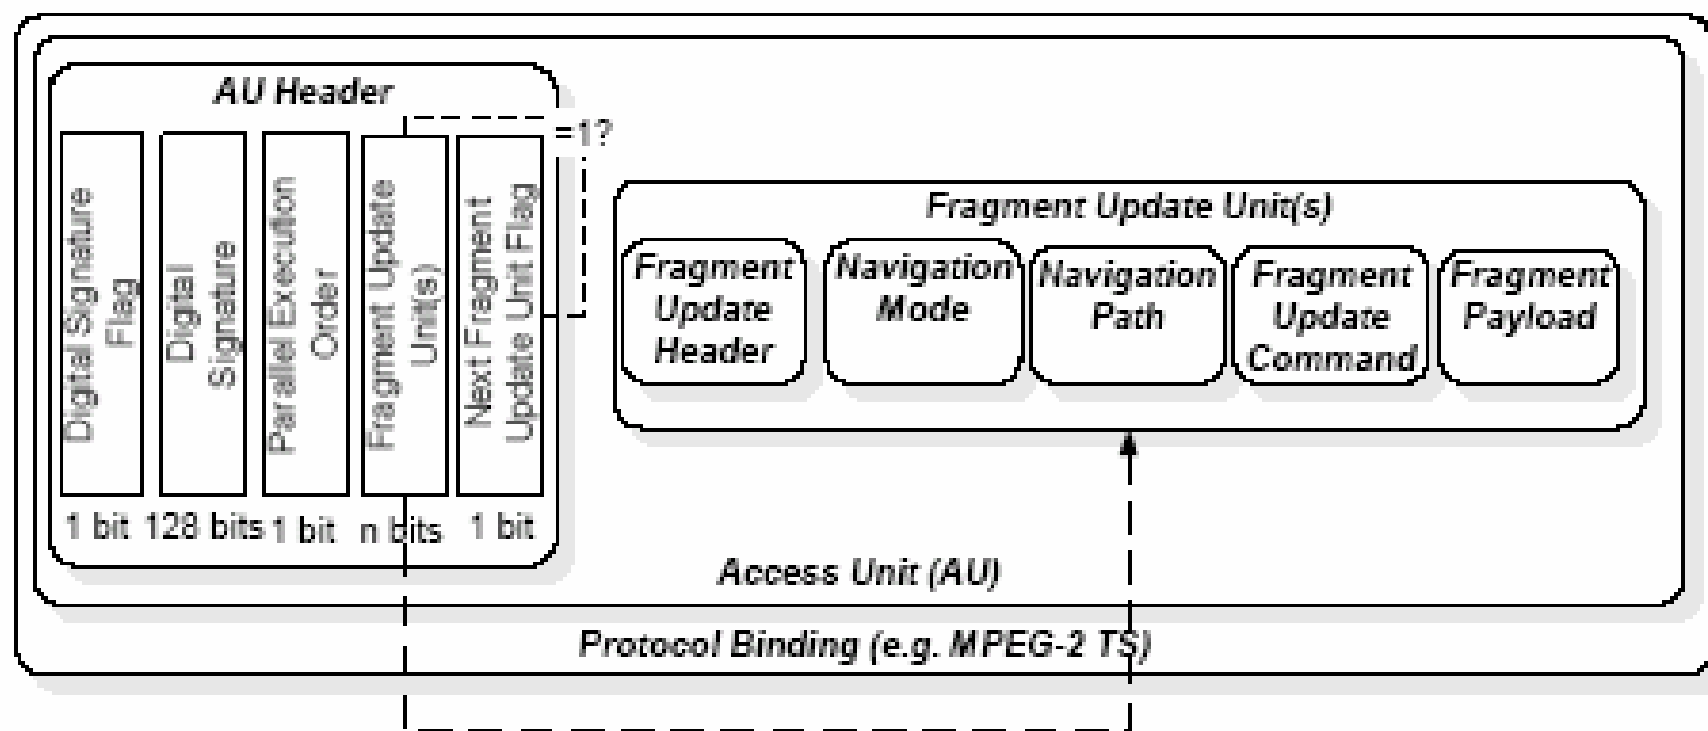 AU Header
=1?
Digital Signature
Flag
Digital
Signature
Parallel Execution
Order
Fragment Update
Unit(s)
Next Fragment
Update Unit Flag
1 bit
128 bits
1 bit
n bits
1 bit
Fragment Update Unit(s)
Fragment
Update
Header
Navigation
Mode
Navigation
Path
Fragment
Update
Command
Fragment
Payload
Access Unit (AU)
Protocol Binding (e.g. MPEG-2 TS)